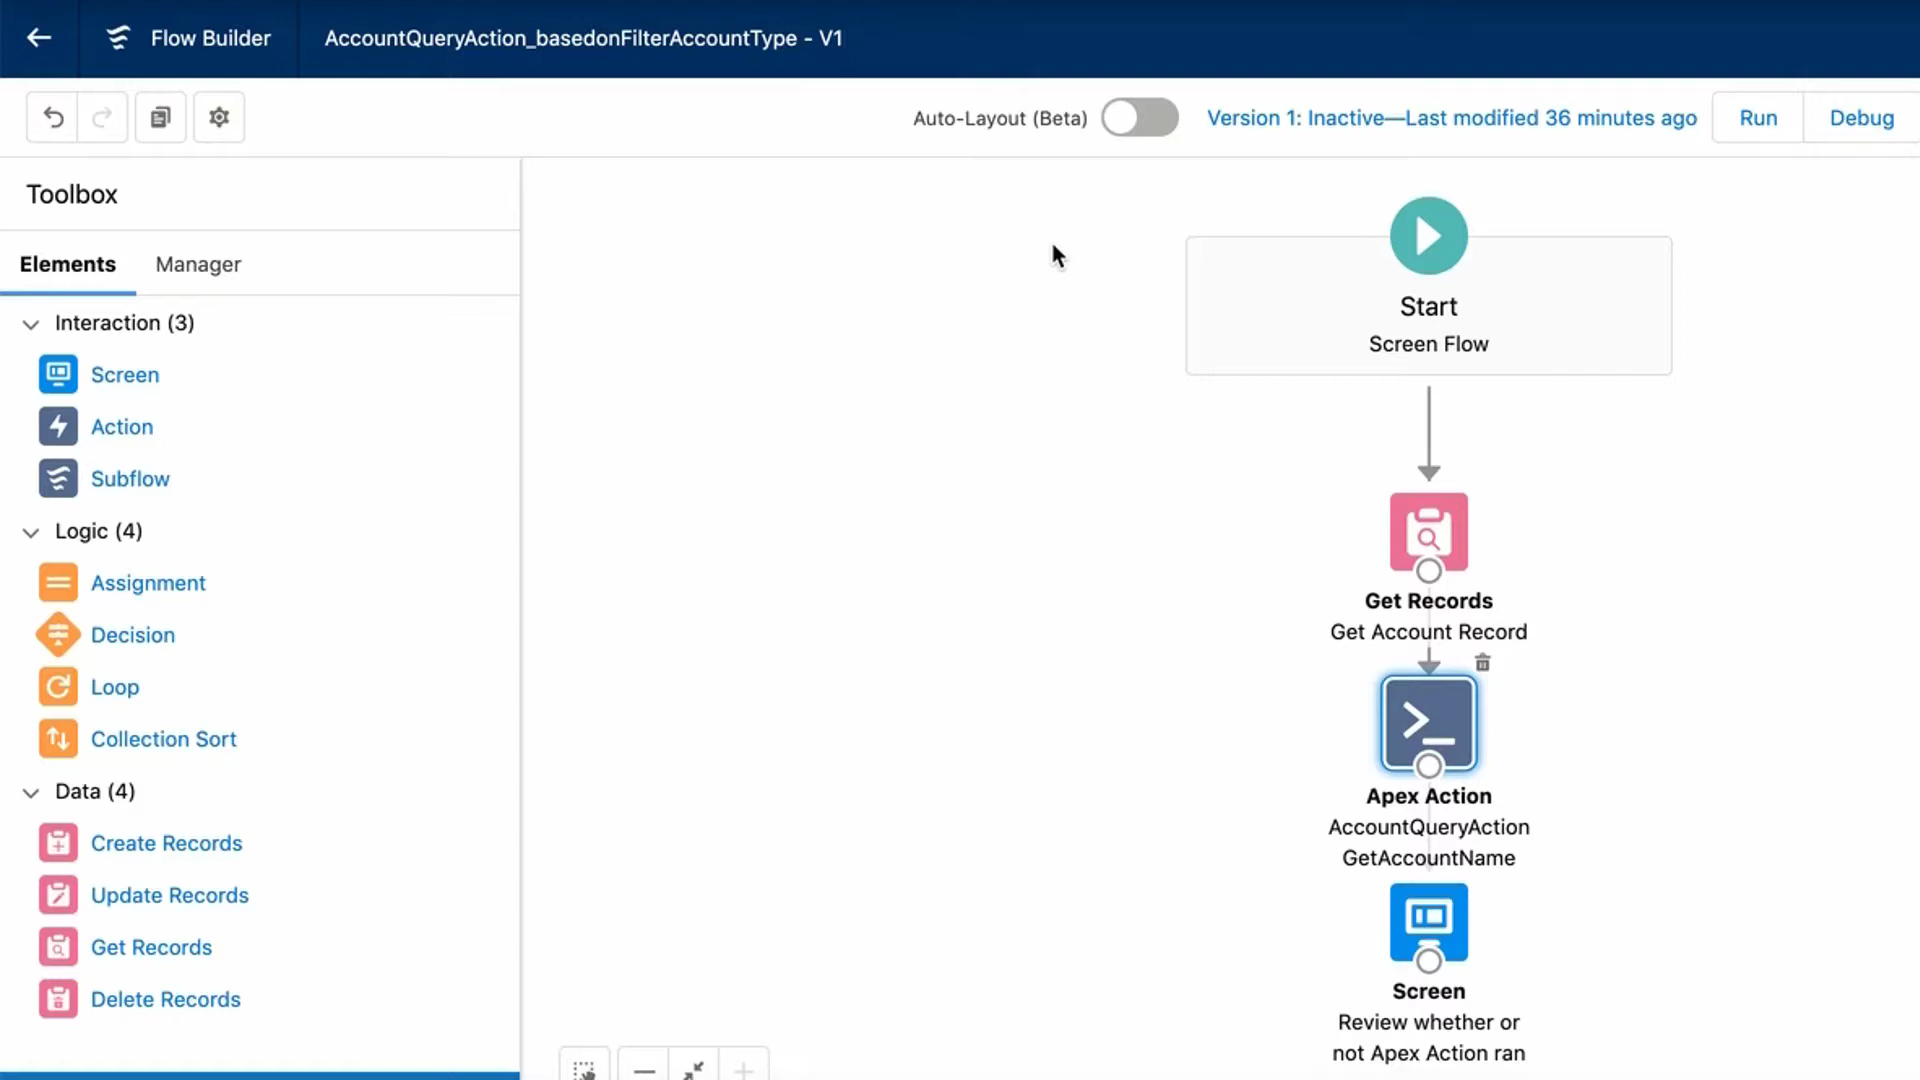 Flow Builder
AccountQueryAction_basedonFilterAccountType - V1
Auto-Layout (Beta)
Version 1: Inactive—Last modified 36 minutes ago
Run
Debug
Toolbox
Elements
Manager
Interaction (3)
Screen
Action
Subflow
Logic (4)
Assignment
Decision
Loop
Collection Sort
Data (4)
Create Records
Update Records
Get Records
Delete Records
Start
Screen Flow
Get Records
Get Account Record
Apex Action
AccountQueryAction
GetAccountName
Screen
Review whether or
not Apex Action ran